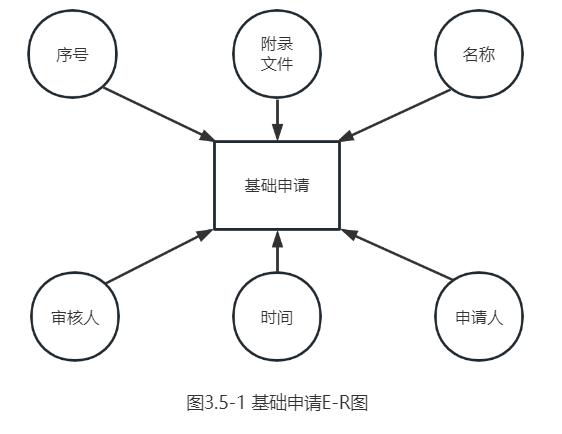 序号
附录
文件
名称
基础申请
审核人
时间
申请人
图3.5-1 基础申请E-R图